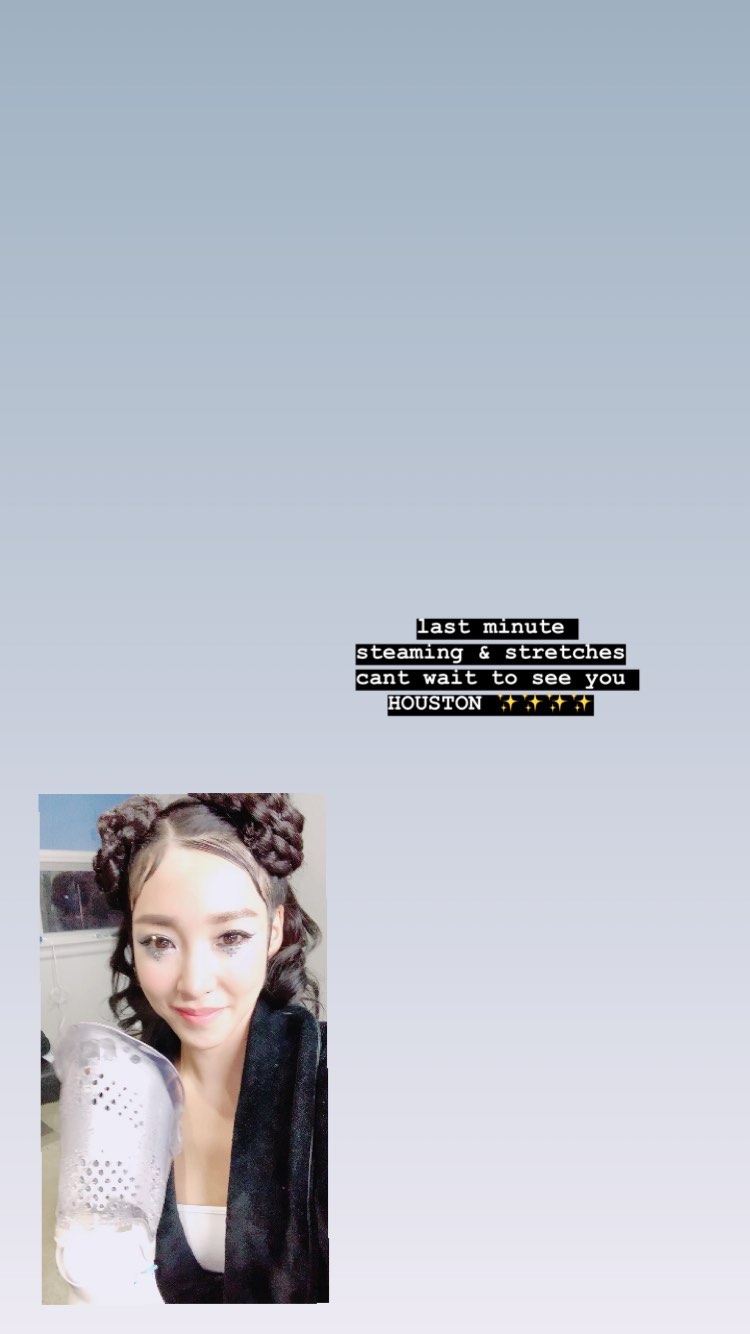 last minute
steaming & stretches
cant wait to see you
HOUSTON ✨✨✨✨